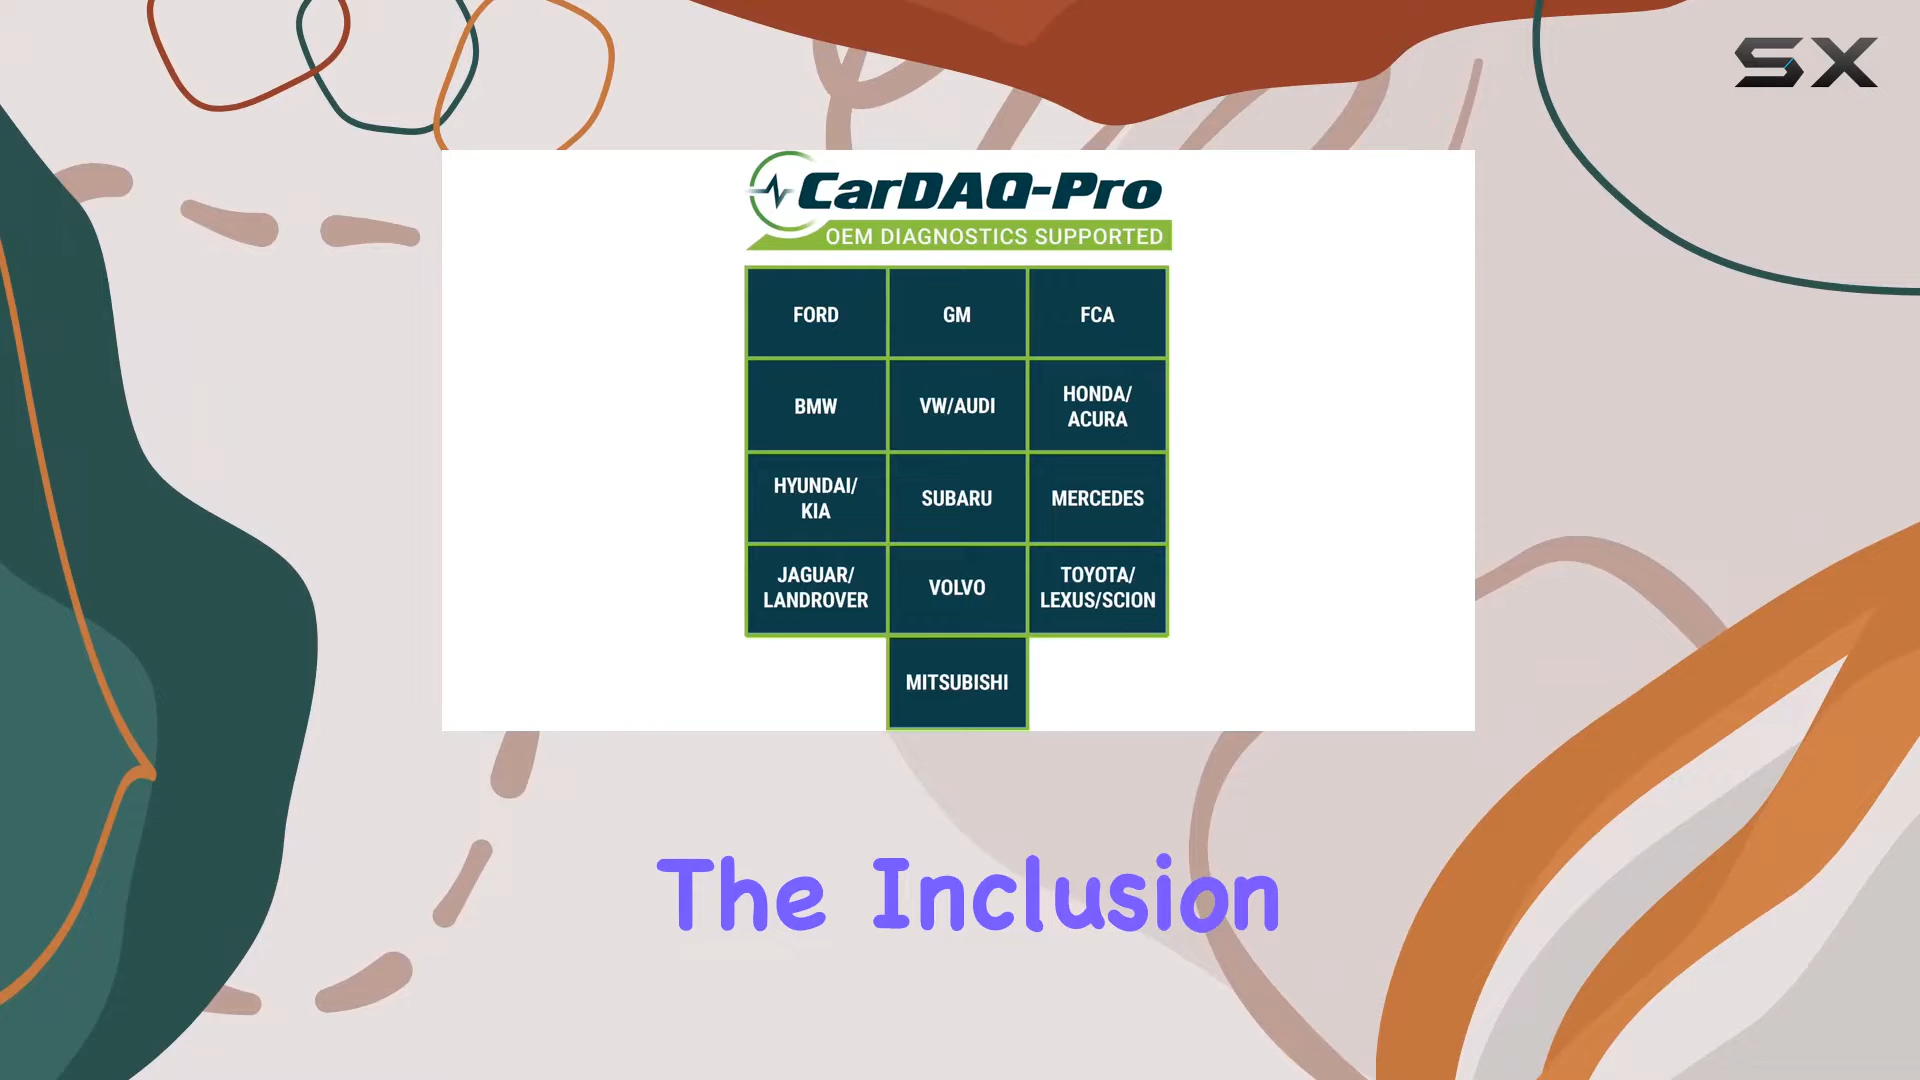 SX
CarDAQ-Pro
OEM DIAGNOSTICS SUPPORTED
FORD
GM
FCA
BMW
VW/AUDI
HONDA/
ACURA
HYUNDAI/
KIA
SUBARU
MERCEDES
JAGUAR/
LANDROVER
VOLVO
TOYOTA/
LEXUS/SCION
MITSUBISHI
The Inclusion